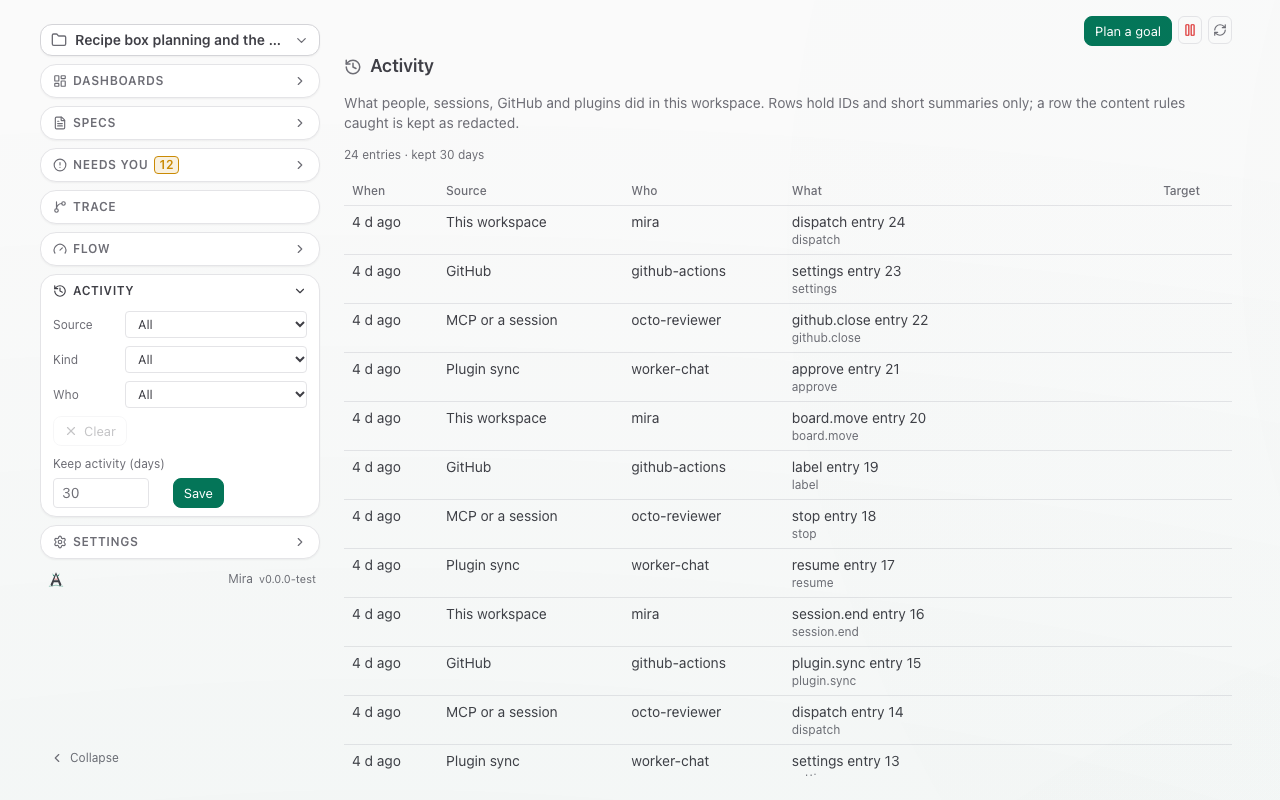 Recipe box planning and the ...
DASHBOARDS
SPECS
NEEDS YOU 12
TRACE
FLOW
ACTIVITY
Source All
Kind All
Who All
Clear
Keep activity (days)
30 Save
SETTINGS
Mira v0.0.0-test
Collapse
Plan a goal
Activity
What people, sessions, GitHub and plugins did in this workspace. Rows hold IDs and short summaries only; a row the content rules
caught is kept as redacted.
24 entries · kept 30 days
When Source Who What Target
4 d ago This workspace mira dispatch entry 24
dispatch
4 d ago GitHub github-actions settings entry 23
settings
4 d ago MCP or a session octo-reviewer github.close entry 22
github.close
4 d ago Plugin sync worker-chat approve entry 21
approve
4 d ago This workspace mira board.move entry 20
board.move
4 d ago GitHub github-actions label entry 19
label
4 d ago MCP or a session octo-reviewer stop entry 18
stop
4 d ago Plugin sync worker-chat resume entry 17
resume
4 d ago This workspace mira session.end entry 16
session.end
4 d ago GitHub github-actions plugin.sync entry 15
plugin.sync
4 d ago MCP or a session octo-reviewer dispatch entry 14
dispatch
4 d ago Plugin sync worker-chat settings entry 13